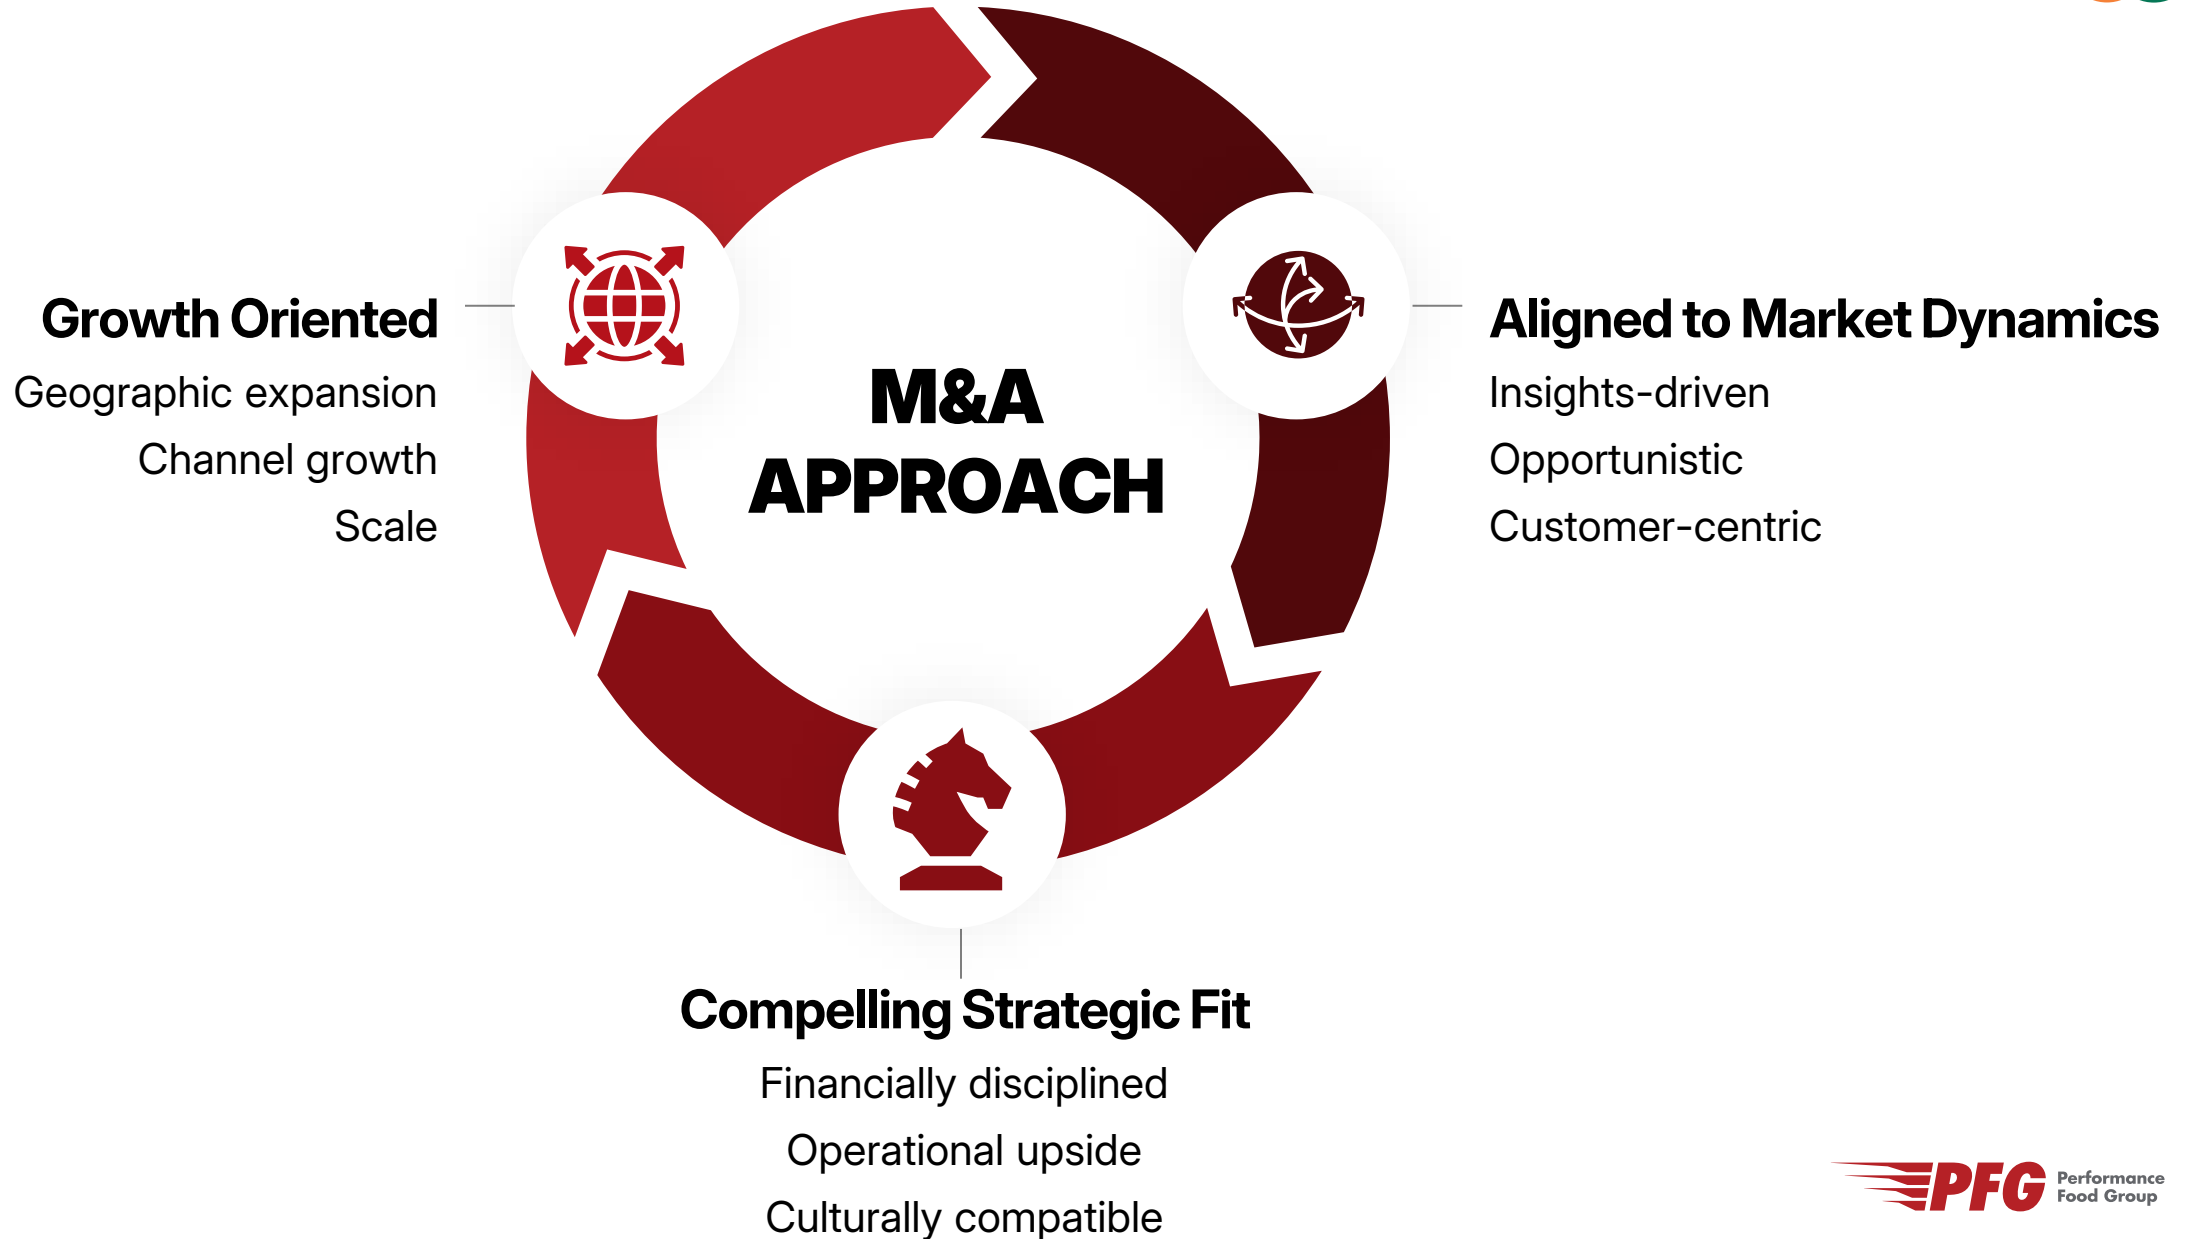 M&A
APPROACH
Growth Oriented
Geographic expansion
Channel growth
Scale
Aligned to Market Dynamics
Insights-driven
Opportunistic
Customer-centric
Compelling Strategic Fit
Financially disciplined
Operational upside
Culturally compatible
PFG Performance
Food Group